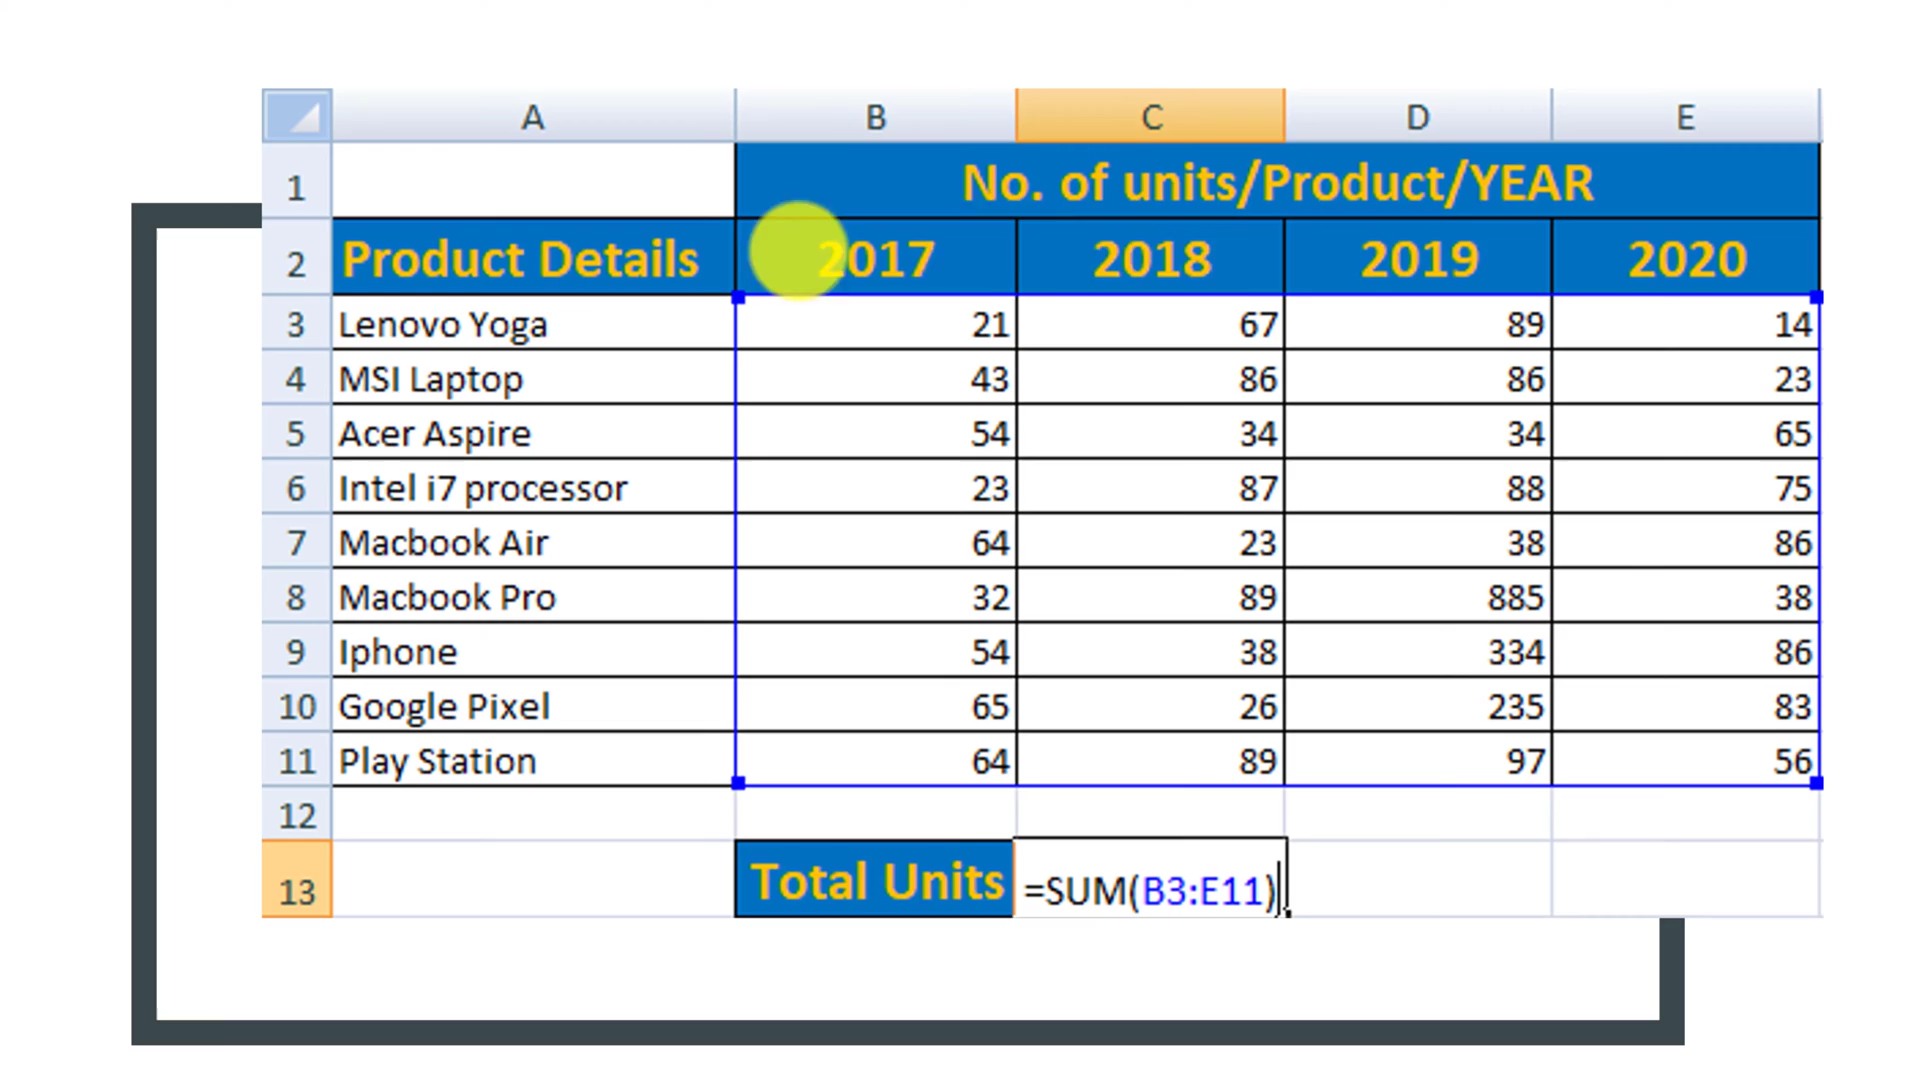 A B C D E
1 No. of units/Product/YEAR
2 Product Details 2017 2018 2019 2020
3 Lenovo Yoga 21 67 89 14
4 MSI Laptop 43 86 86 23
5 Acer Aspire 54 34 34 65
6 Intel i7 processor 23 87 88 75
7 Macbook Air 64 23 38 86
8 Macbook Pro 32 89 885 38
9 Iphone 54 38 334 86
10 Google Pixel 65 26 235 83
11 Play Station 64 89 97 56
12
13 Total Units =SUM(B3:E11)